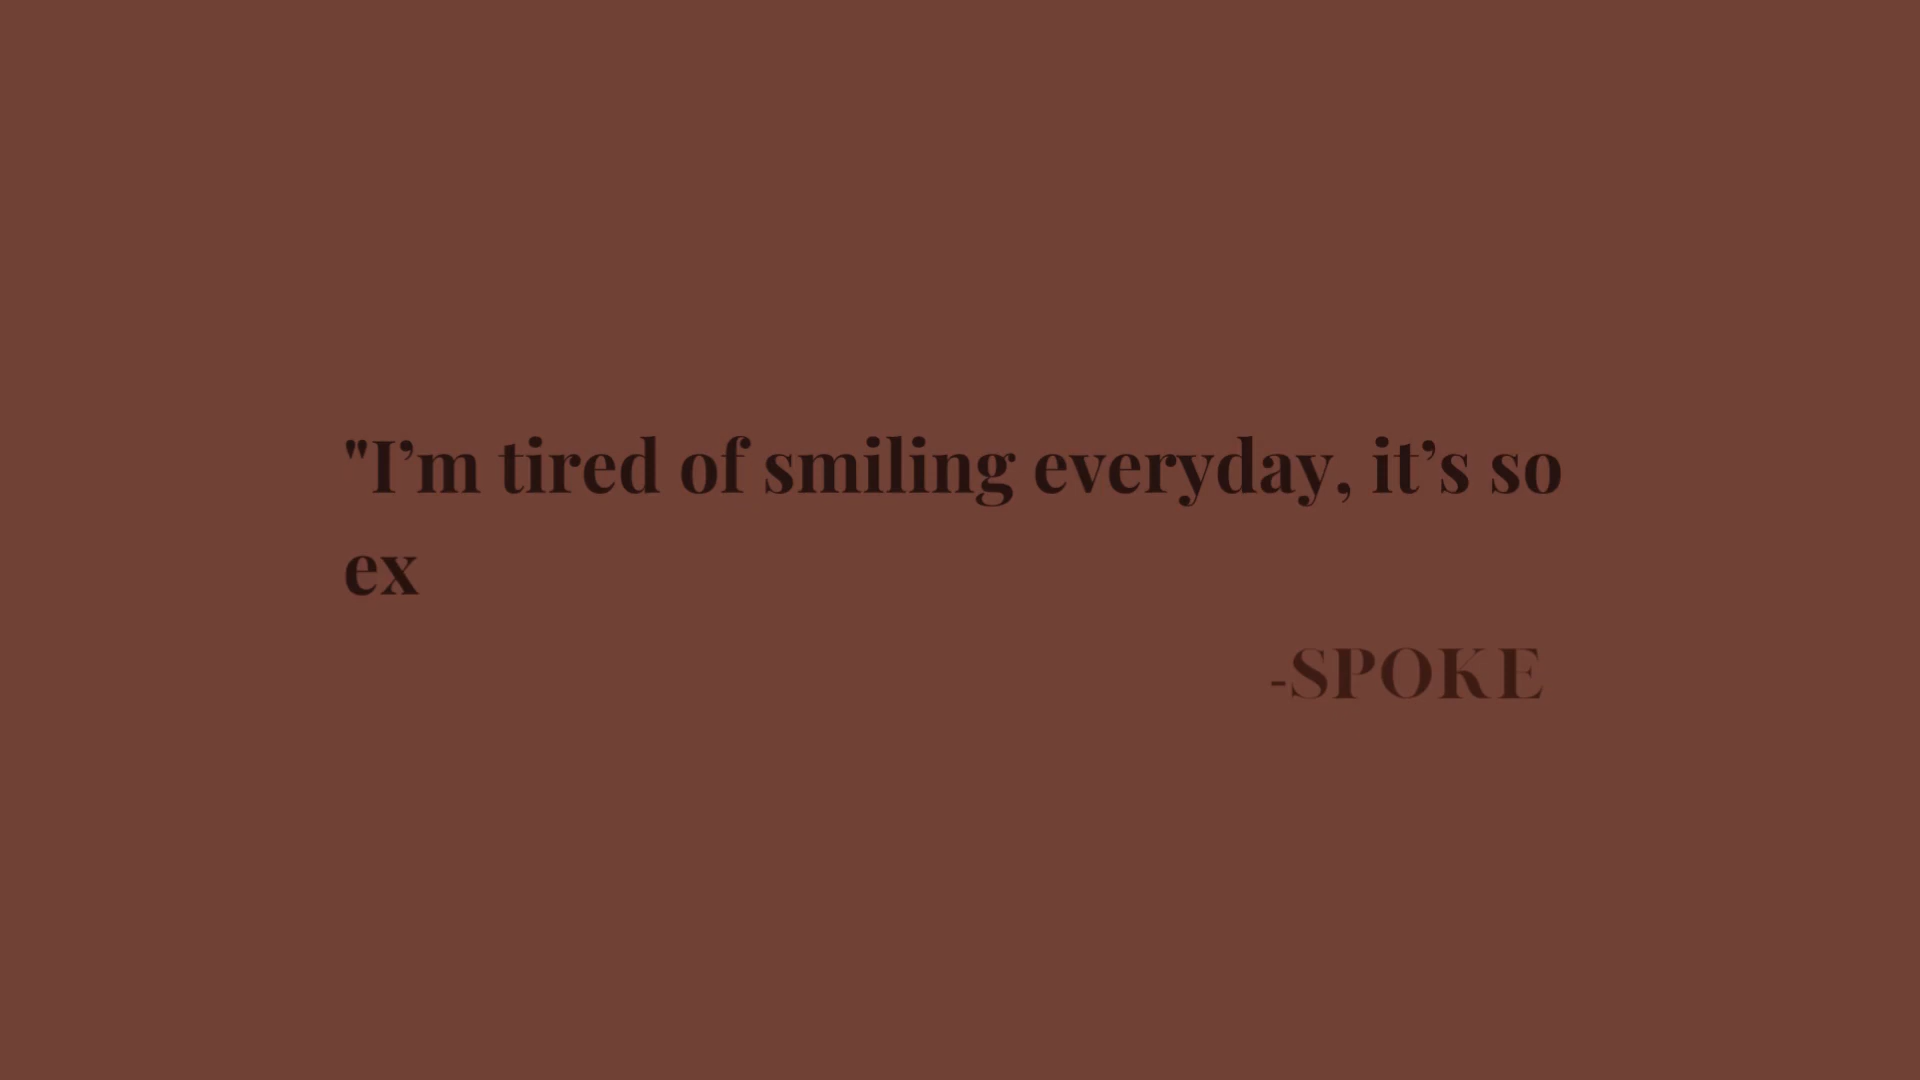 "I’m tired of smiling everyday, it’s so
ex
-SPOKE